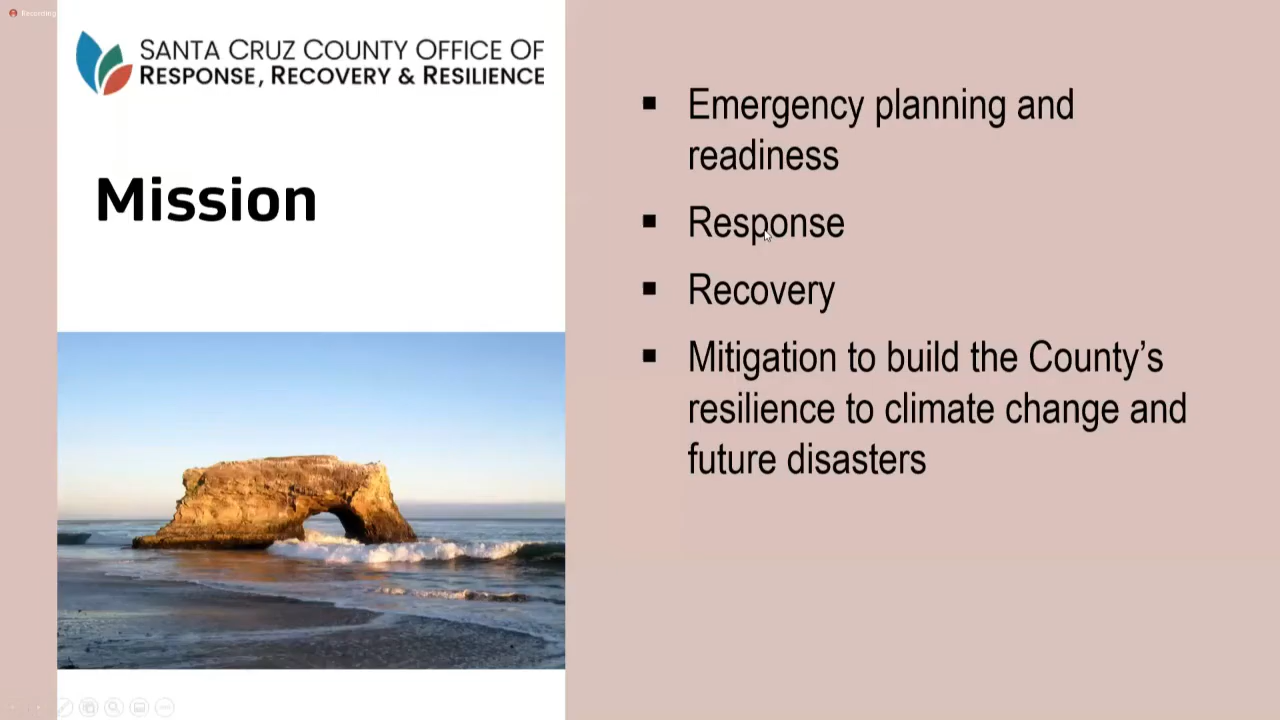 Recording
SANTA CRUZ COUNTY OFFICE OF
RESPONSE, RECOVERY & RESILIENCE
Mission
▪ Emergency planning and
readiness
▪ Response
▪ Recovery
▪ Mitigation to build the County’s
resilience to climate change and
future disasters